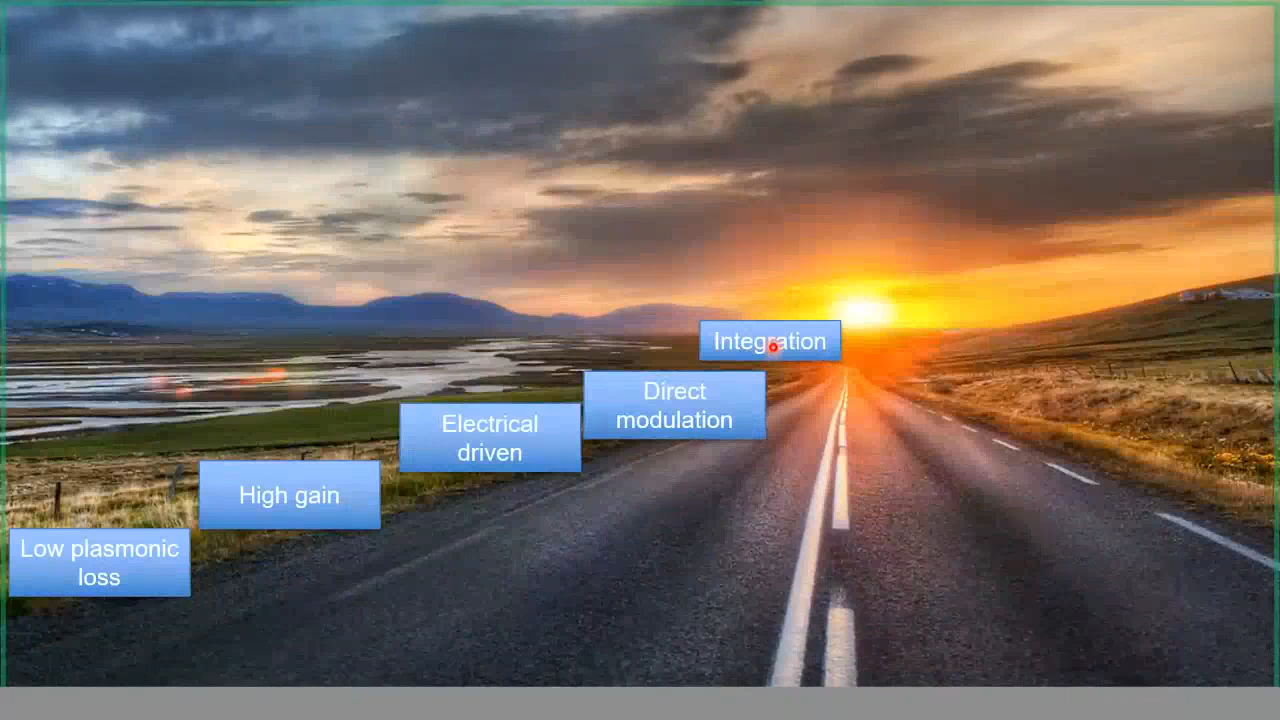 Integration
Direct
modulation
Electrical
driven
High gain
Low plasmonic
loss